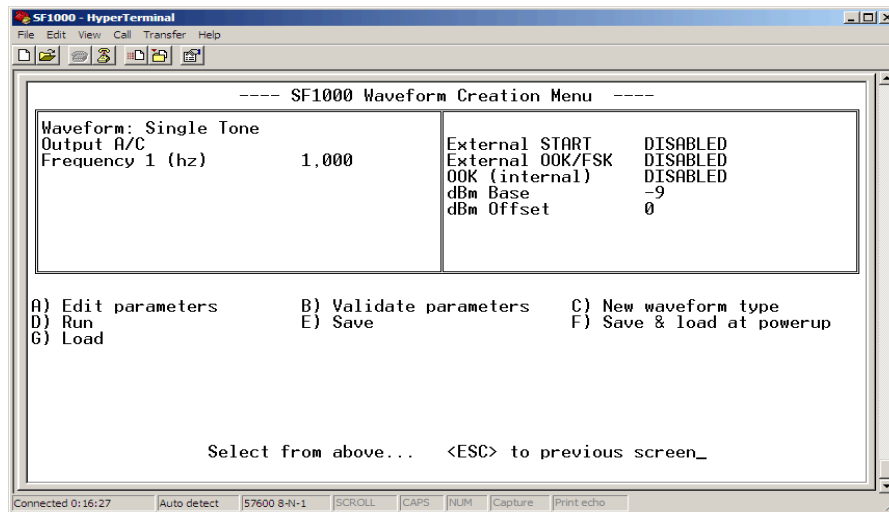 SF1000 - HyperTerminal
File Edit View Call Transfer Help
---- SF1000 Waveform Creation Menu ----
Waveform: Single Tone
Output A/C
Frequency 1 (hz) 1,000
External START DISABLED
External OOK/FSK DISABLED
OOK (internal) DISABLED
dBm Base -9
dBm Offset 0
A) Edit parameters B) Validate parameters C) New waveform type
D) Run E) Save F) Save & load at powerup
G) Load
Select from above... <ESC> to previous screen_
Connected 0:16:27 Auto detect 57600 8-N-1 SCROLL CAPS NUM Capture Print echo